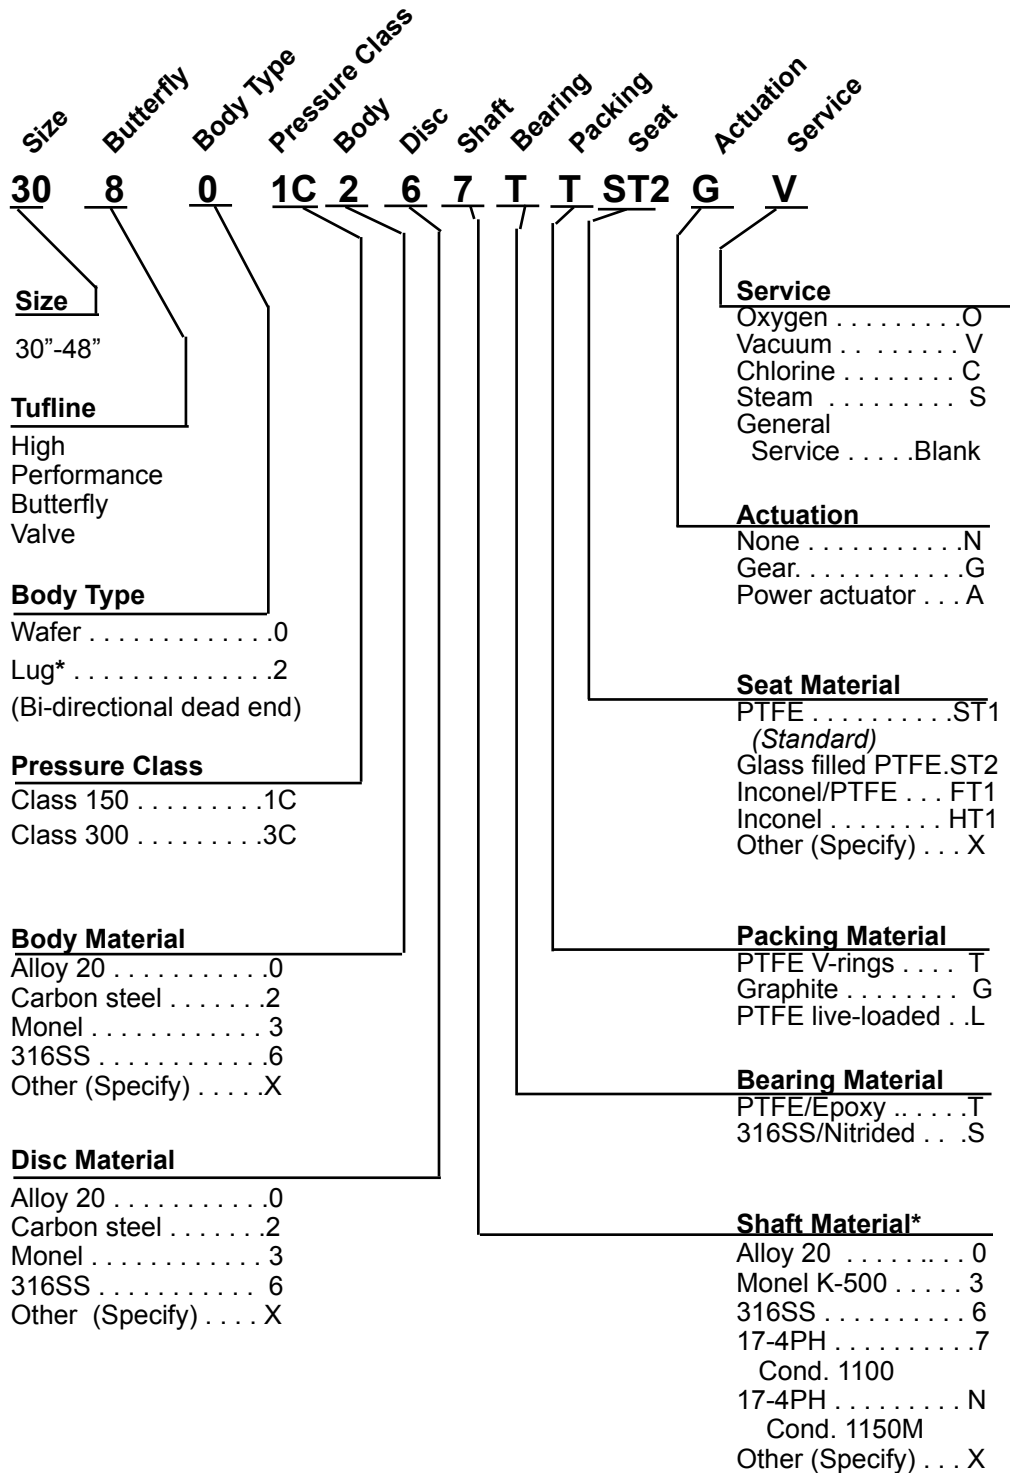 Size Butterfly Body Type Pressure Class Body Disc Shaft Bearing Packing Seat Actuation Service
30 8 0 1C 2 6 7 T T ST2 G V
Size
30”-48”
Tufline
High
Performance
Butterfly
Valve
Body Type
Wafer . . . . . . . . . . . . .0
Lug* . . . . . . . . . . . . . .2
(Bi-directional dead end)
Pressure Class
Class 150 . . . . . . . . .1C
Class 300 . . . . . . . . .3C
Body Material
Alloy 20 . . . . . . . . . . .0
Carbon steel . . . . . . .2
Monel . . . . . . . . . . . . 3
316SS . . . . . . . . . . . .6
Other (Specify) . . . . .X
Disc Material
Alloy 20 . . . . . . . . . . .0
Carbon steel . . . . . . .2
Monel . . . . . . . . . . . . 3
316SS . . . . . . . . . . . 6
Other (Specify) . . . . X
Service
Oxygen . . . . . . . . .O
Vacuum . . . . . . . . V
Chlorine . . . . . . . . C
Steam . . . . . . . . . S
General
Service . . . . .Blank
Actuation
None . . . . . . . . . . .N
Gear. . . . . . . . . . . .G
Power actuator . . . A
Seat Material
PTFE . . . . . . . . . .ST1
(Standard)
Glass filled PTFE.ST2
Inconel/PTFE . . . FT1
Inconel . . . . . . . . HT1
Other (Specify) . . . X
Packing Material
PTFE V-rings . . . . T
Graphite . . . . . . . . G
PTFE live-loaded . .L
Bearing Material
PTFE/Epoxy .. . . . .T
316SS/Nitrided . . .S
Shaft Material*
Alloy 20 . . . . . .. . . 0
Monel K-500 . . . . . 3
316SS . . . . . . . . . . 6
17-4PH . . . . . . . . . .7
Cond. 1100
17-4PH . . . . . . . . . N
Cond. 1150M
Other (Specify) . . . X